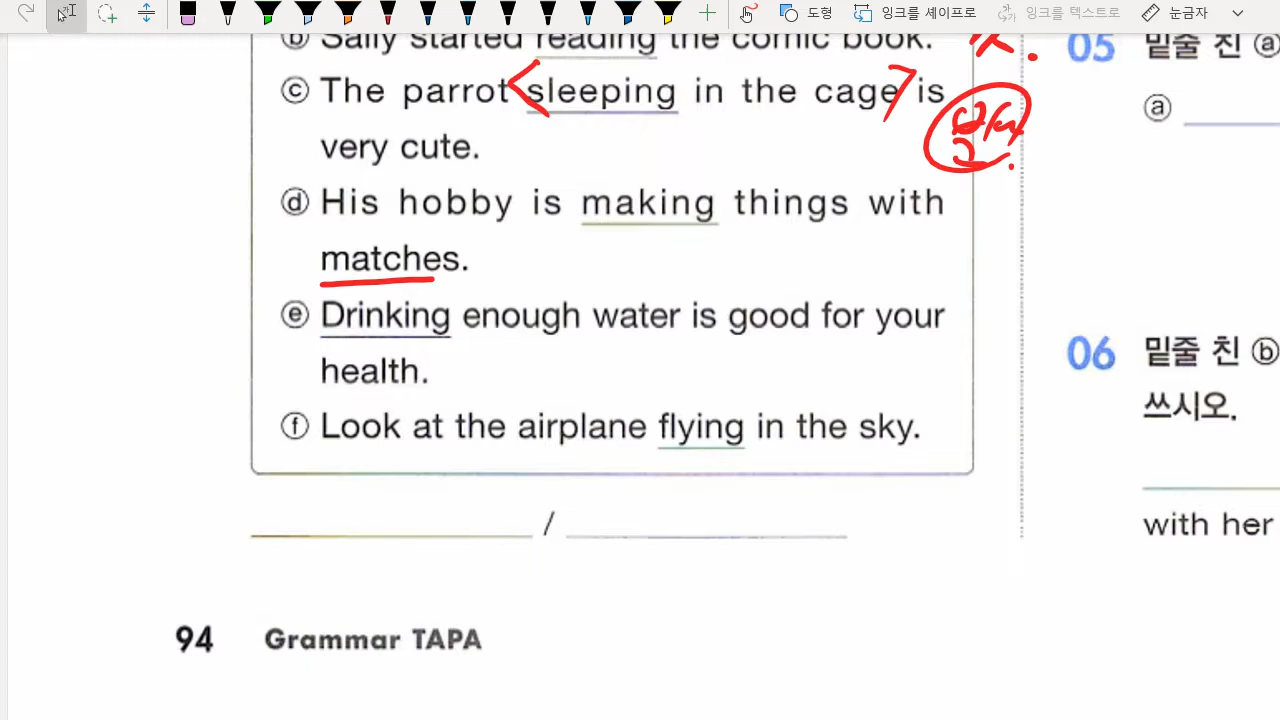 도형 잉크를 셰이프로 잉크를 텍스트로 눈금자
ⓑ Sally started reading the comic book.
ⓒ The parrot sleeping in the cage is
very cute.
ⓓ His hobby is making things with
matches.
ⓔ Drinking enough water is good for your
health.
ⓕ Look at the airplane flying in the sky.
/
94 Grammar TAPA
05 밑줄 친 ⓐ
ⓐ
06 밑줄 친 ⓑ
쓰시오.
with her